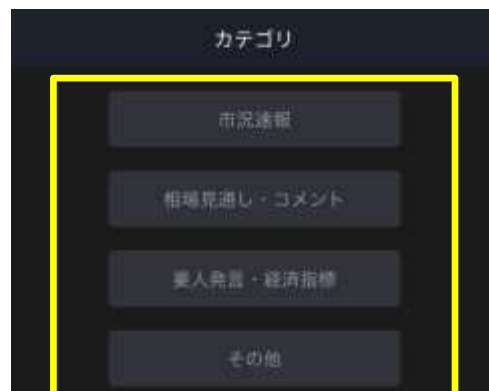 カテゴリ
市況速報
相場見通し・コメント
要人発言・経済指標
その他